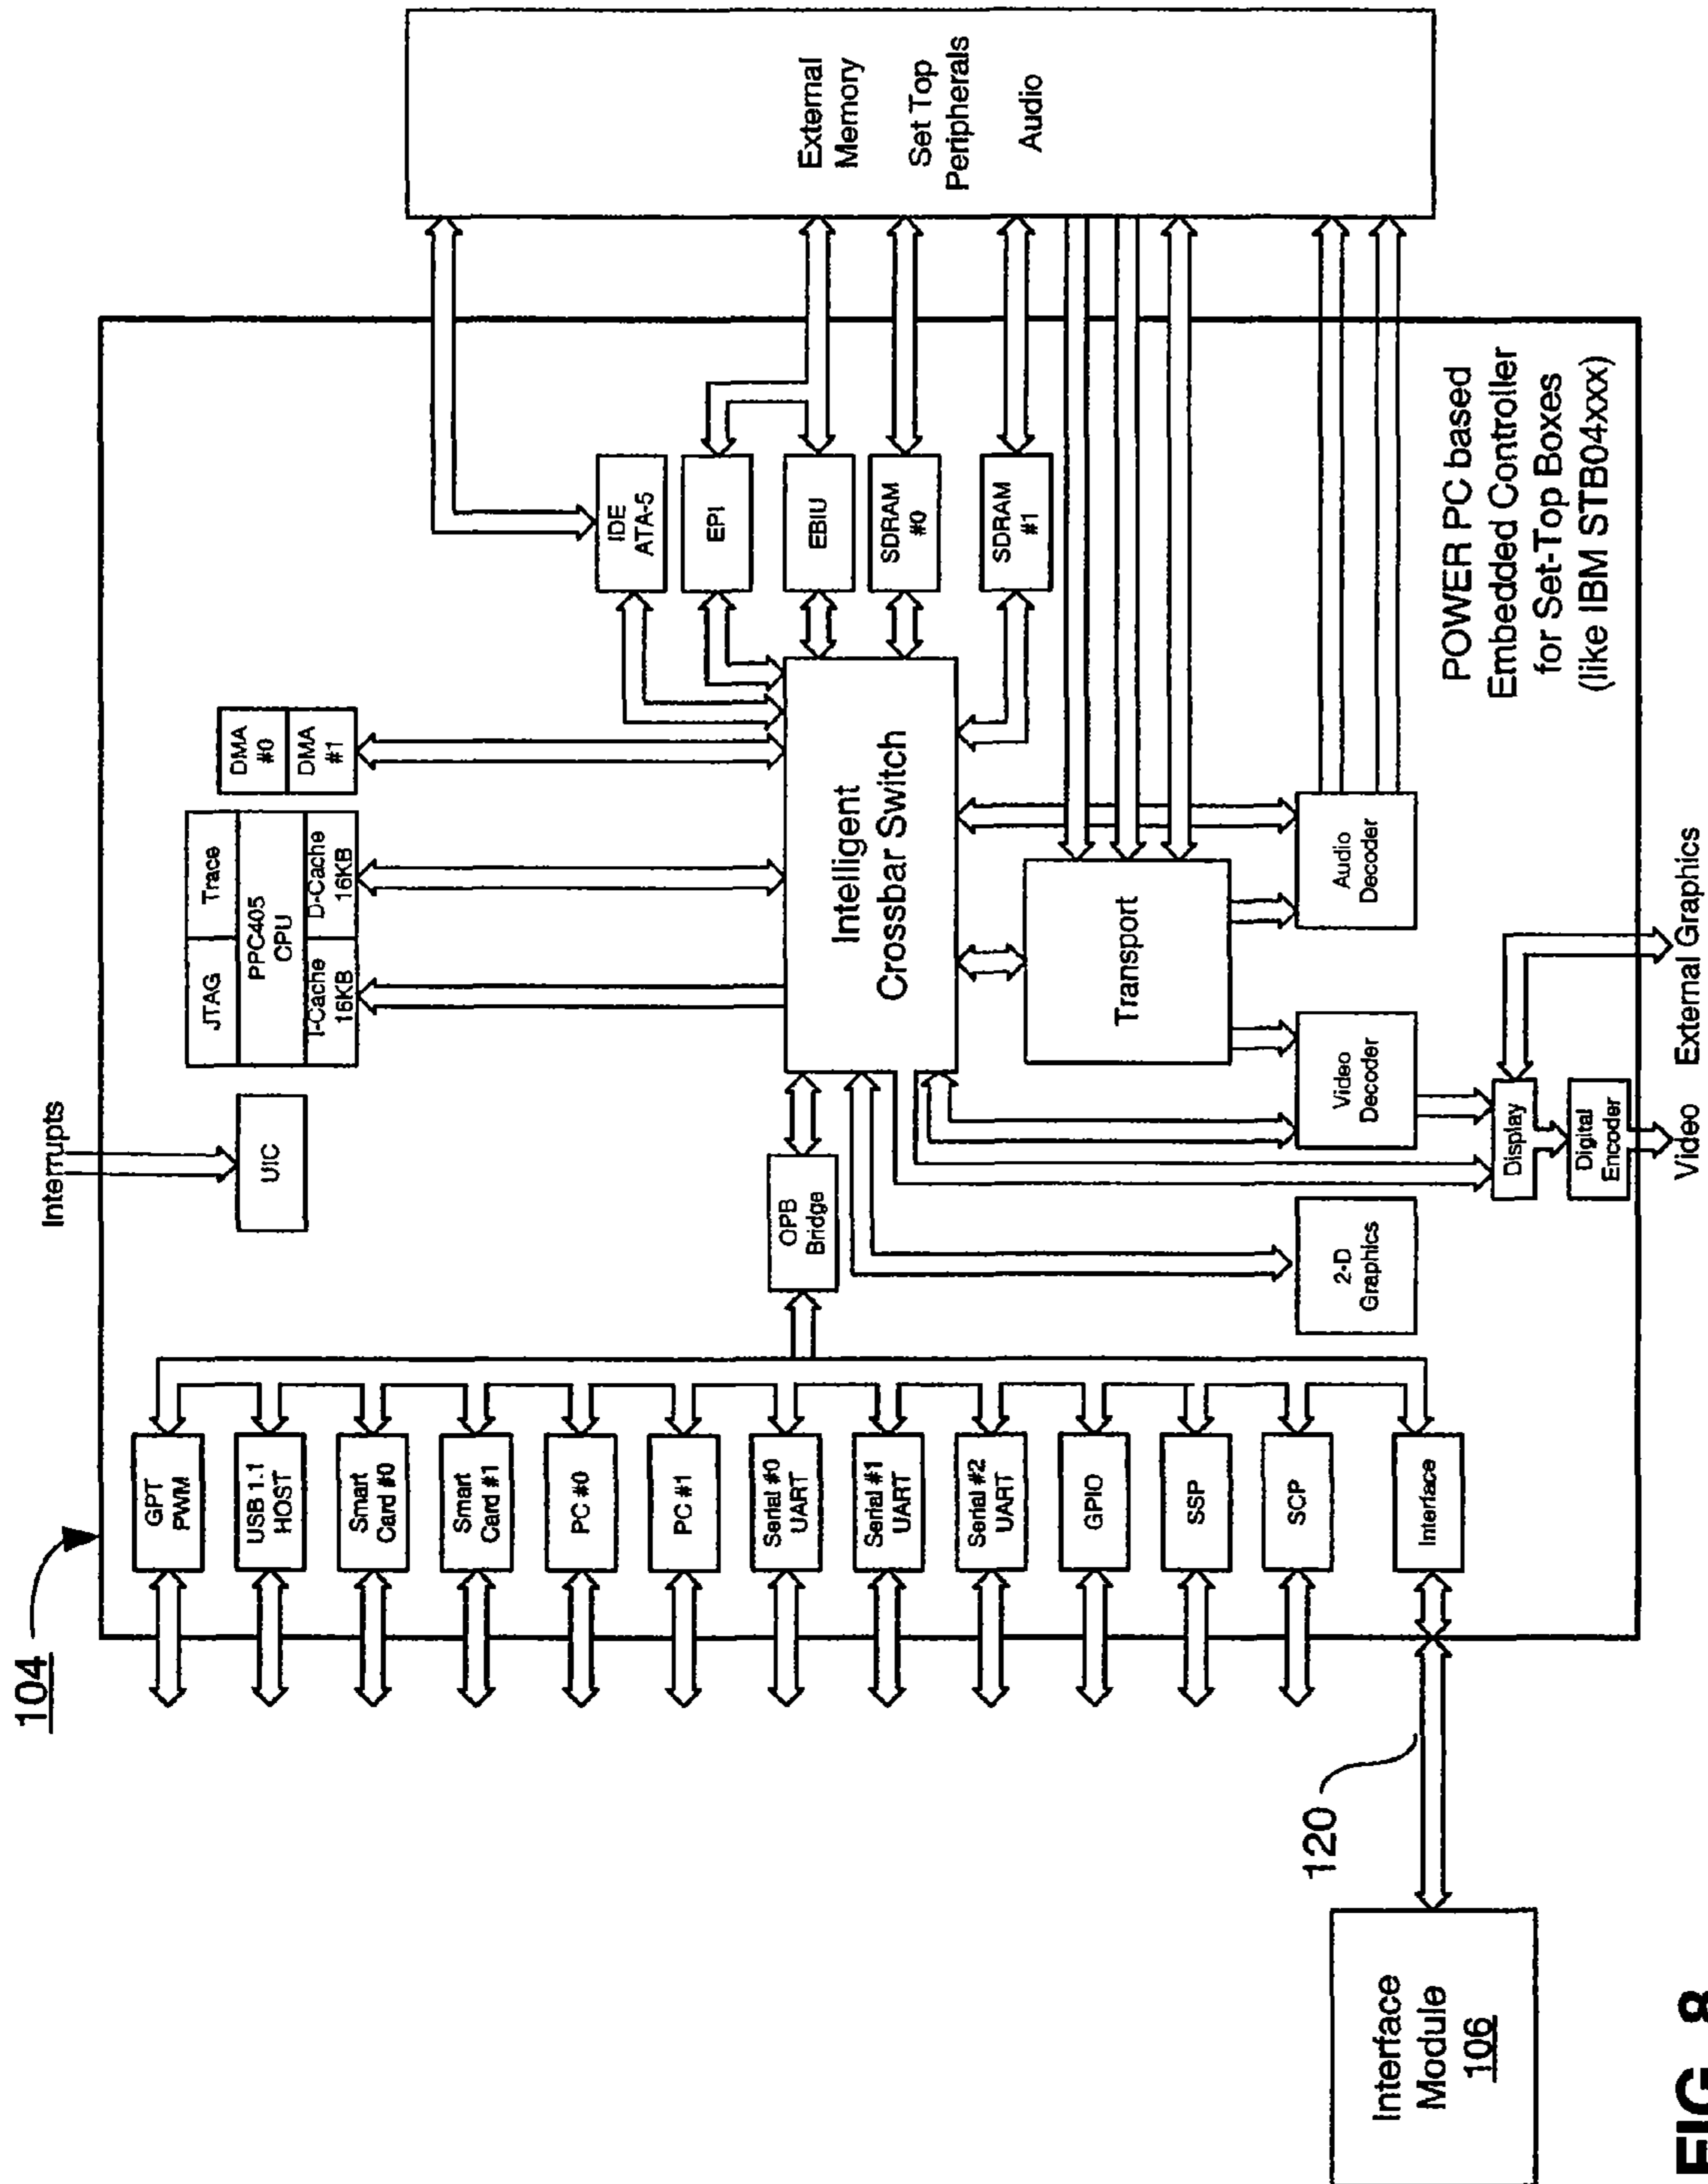 104
Interrupts
GPT
PWM
USB 1.1
HOST
Smart
Card #0
Smart
Card #1
PC #0
PC #1
Serial #0
UART
Serial #1
UART
Serial #2
UART
GPIO
SSP
SCP
Interface
UIC
JTAG
Trace
PPC405
CPU
I-Cache
16KB
D-Cache
16KB
DMA
#0
DMA
#1
OPB
Bridge
Intelligent
Crossbar Switch
IDE
ATA-5
EPI
EBIU
SDRAM
#0
SDRAM
#1
External
Memory
Set Top
Peripherals
Audio
Transport
2-D
Graphics
Video
Decoder
Audio
Decoder
Display
Digital
Encoder
POWER PC based
Embedded Controller
for Set-Top Boxes
(like IBM STB04xxx)
Video
External Graphics
120
Interface
Module
106
FIG. 8